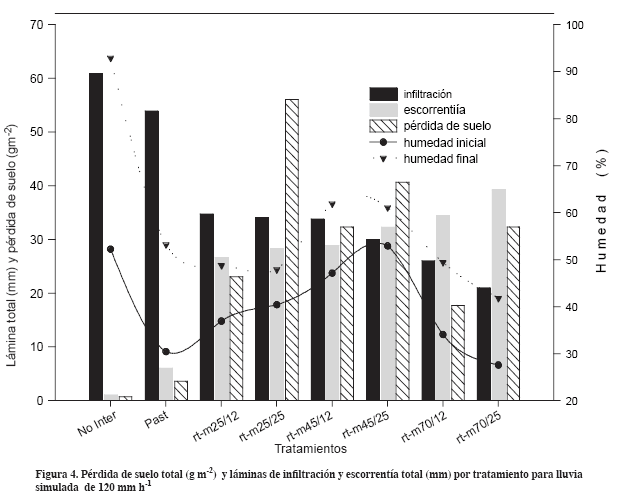 70
60
50
40
30
20
10
0
Lámina total (mm) y pérdida de suelo (gm-2)
100
90
80
70
60
50
40
30
20
Humedad (%)
infiltración
escorrentiía
pérdida de suelo
humedad inicial
humedad final
No Inter
Past
rt-m25/12
rt-m25/25
rt-m45/12
rt-m45/25
rt-m70/12
rt-m70/25
Tratamientos
Figura 4. Pérdida de suelo total (g m-2) y láminas de infiltración y escorrentía total (mm) por tratamiento para lluvia
simulada de 120 mm h-1